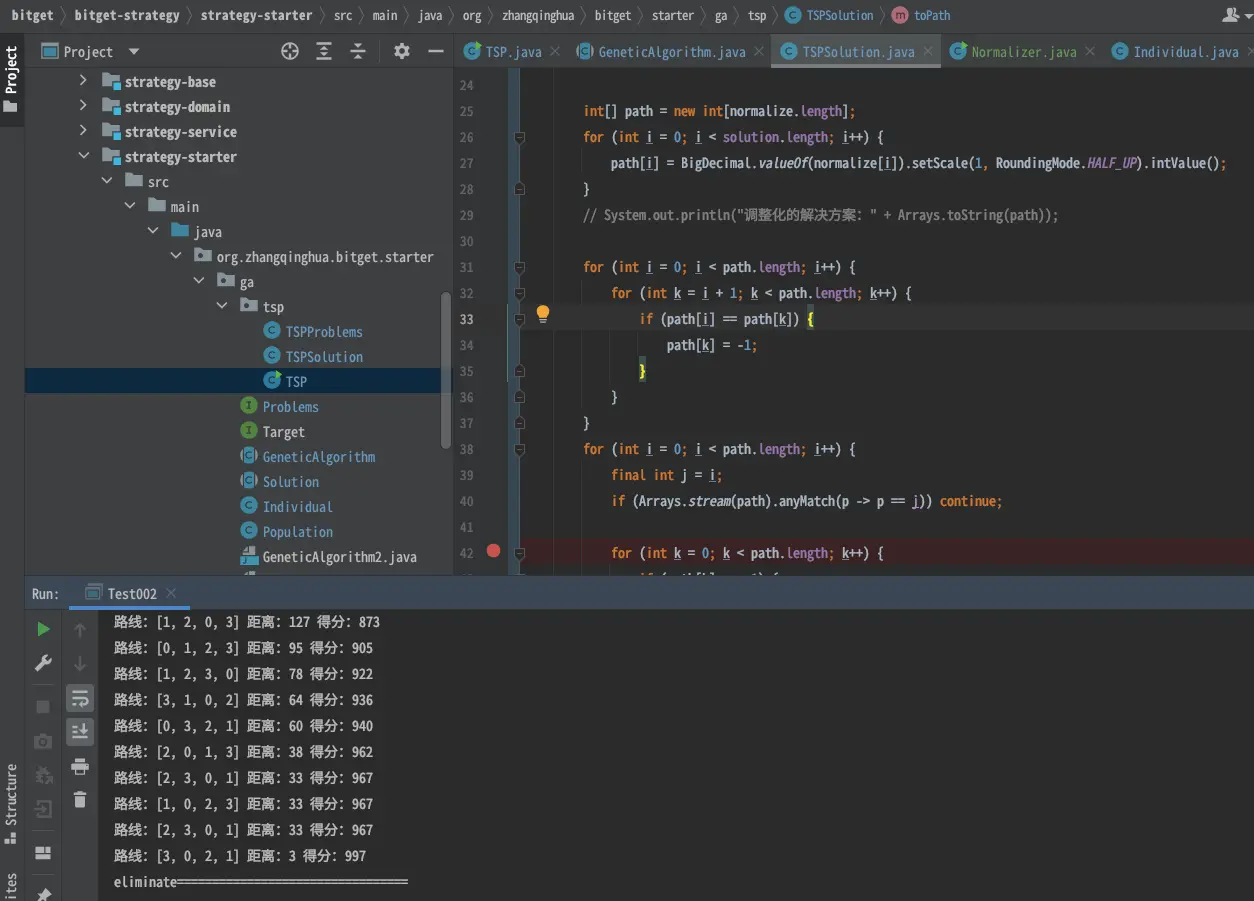 bitget bitget-strategy strategy-starter src main java org zhangqinghua bitget starter ga tsp TSPSolution toPath
Project
Project
TSP.java GeneticAlgorithm.java TSPSolution.java Normalizer.java Individual.java
strategy-base
strategy-domain
strategy-service
strategy-starter
src
main
java
org.zhangqinghua.bitget.starter
ga
tsp
TSPProblems
TSPSolution
TSP
Problems
Target
GeneticAlgorithm
Solution
Individual
Population
GeneticAlgorithm2.java
24
25 int[] path = new int[normalize.length];
26 for (int i = 0; i < solution.length; i++) {
27 path[i] = BigDecimal.valueOf(normalize[i]).setScale(1, RoundingMode.HALF_UP).intValue();
28 }
29 // System.out.println("调整化的解决方案: " + Arrays.toString(path));
30
31 for (int i = 0; i < path.length; i++) {
32 for (int k = i + 1; k < path.length; k++) {
33 if (path[i] == path[k]) {
34 path[k] = -1;
35 }
36 }
37 }
38 for (int i = 0; i < path.length; i++) {
39 final int j = i;
40 if (Arrays.stream(path).anyMatch(p -> p == j)) continue;
41
42 for (int k = 0; k < path.length; k++) {
Run: Test002
路线: [1, 2, 0, 3] 距离: 127 得分: 873
路线: [0, 1, 2, 3] 距离: 95 得分: 905
路线: [1, 2, 3, 0] 距离: 78 得分: 922
路线: [3, 1, 0, 2] 距离: 64 得分: 936
路线: [0, 3, 2, 1] 距离: 60 得分: 940
路线: [2, 0, 1, 3] 距离: 38 得分: 962
路线: [2, 3, 0, 1] 距离: 33 得分: 967
路线: [1, 0, 2, 3] 距离: 33 得分: 967
路线: [2, 3, 0, 1] 距离: 33 得分: 967
路线: [3, 0, 2, 1] 距离: 3 得分: 997
eliminate=================================
Structure
ites